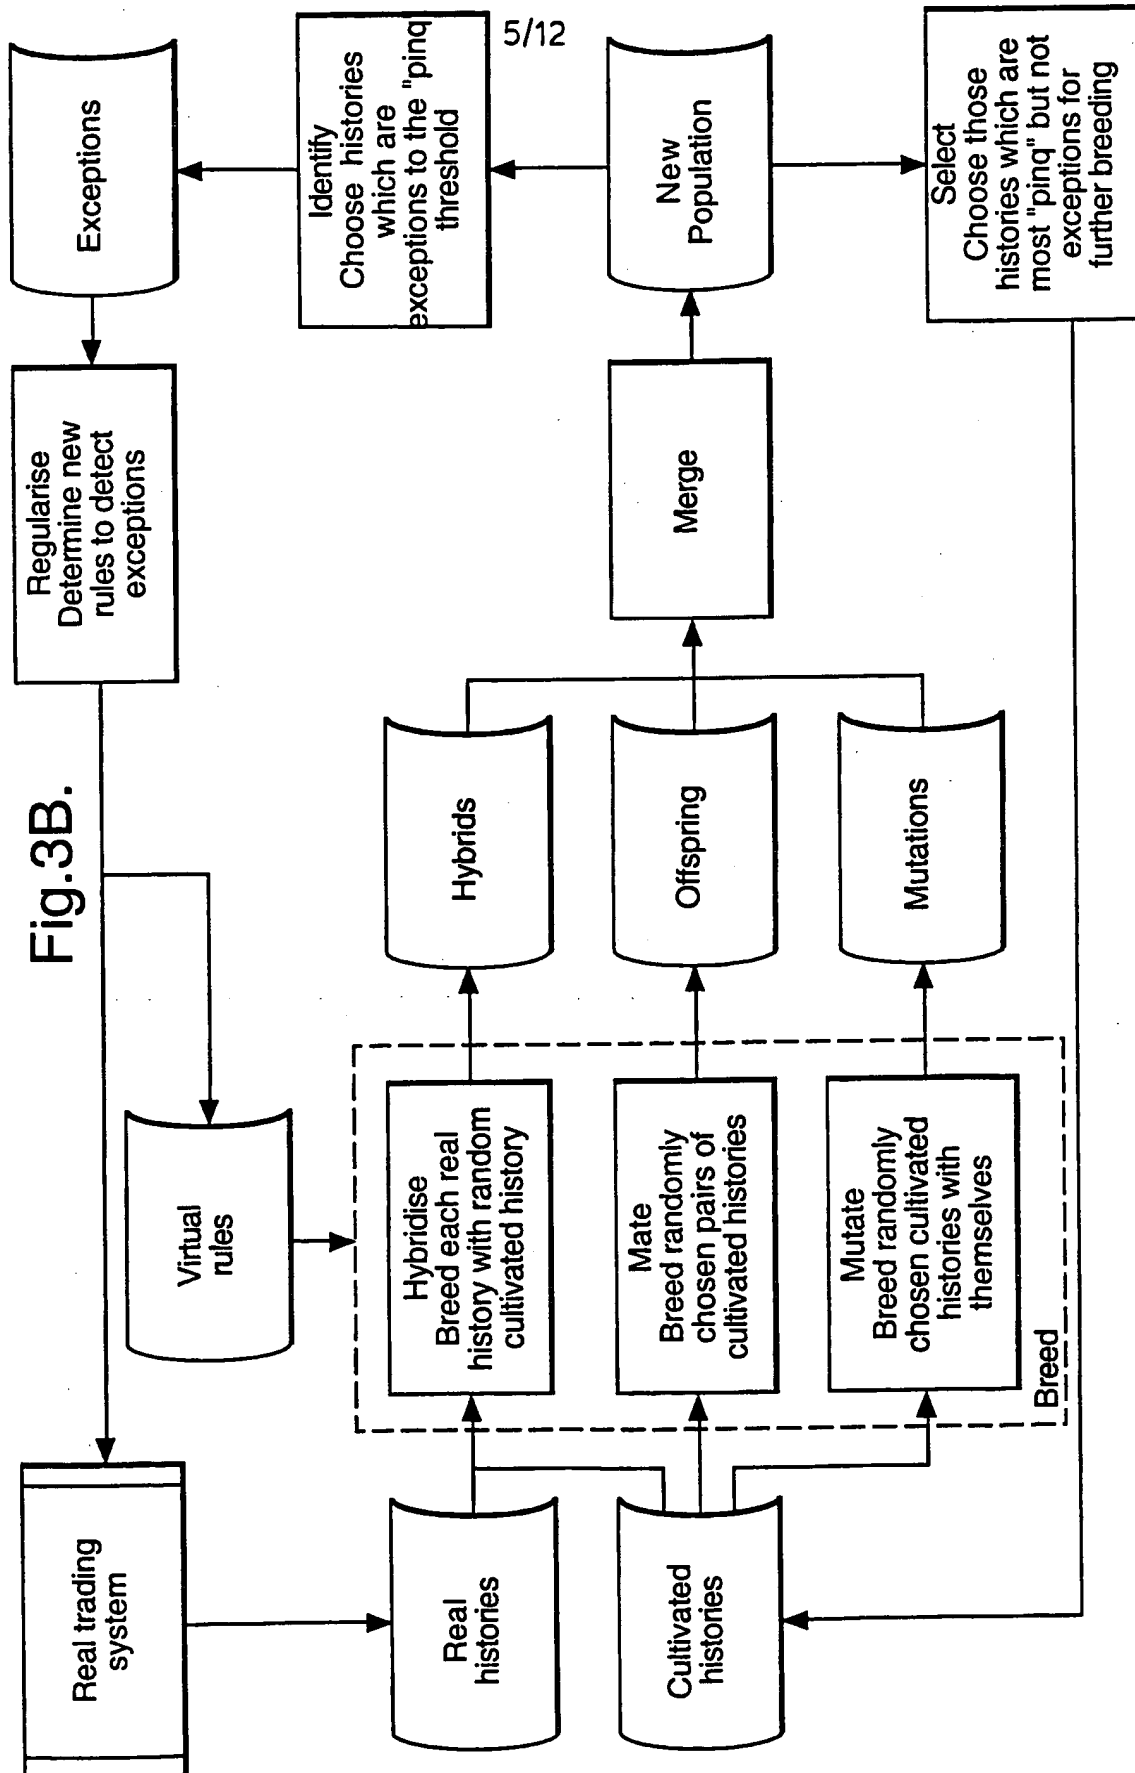 5/12
Fig.3B.
Real trading
system
Regularise
Determine new
rules to detect
exceptions
Exceptions
Virtual
rules
Identify
Choose histories
which are
exceptions to the "pinq
threshold
Real
histories
Hybridise
Breed each real
history with random
cultivated history
Hybrids
Cultivated
histories
Mate
Breed randomly
chosen pairs of
cultivated histories
Offspring
Merge
New
Population
Mutate
Breed randomly
chosen cultivated
histories with
themselves
Mutations
Breed
Select
Choose those
histories which are
most "pinq" but not
exceptions for
further breeding